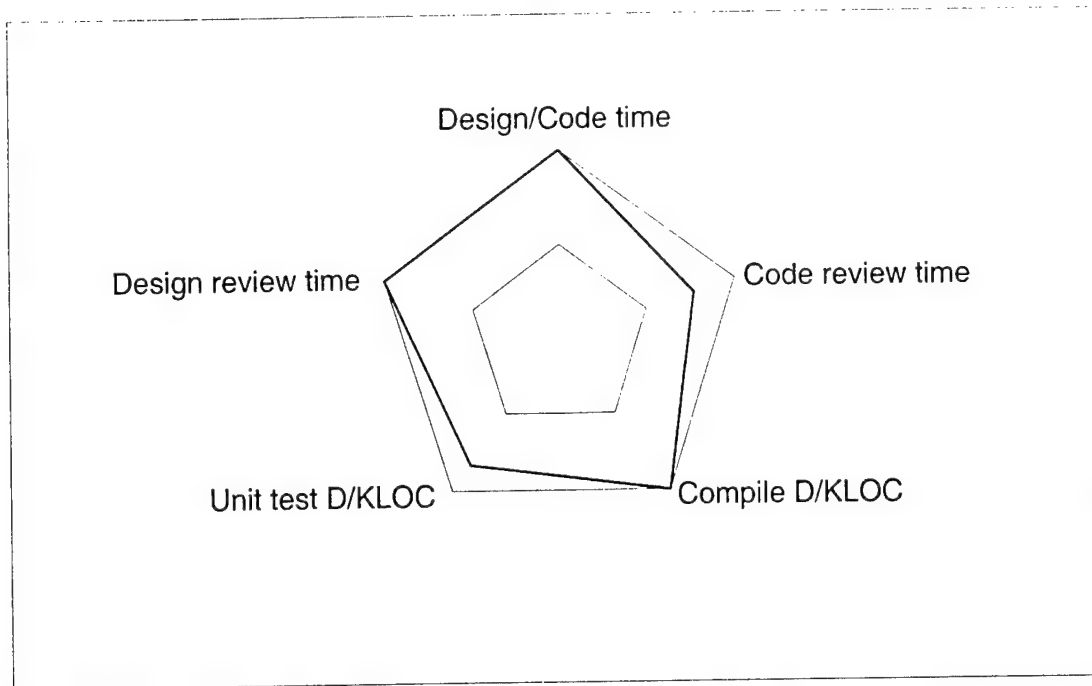 Design/Code time
Design review time
Code review time
Unit test D/KLOC
Compile D/KLOC